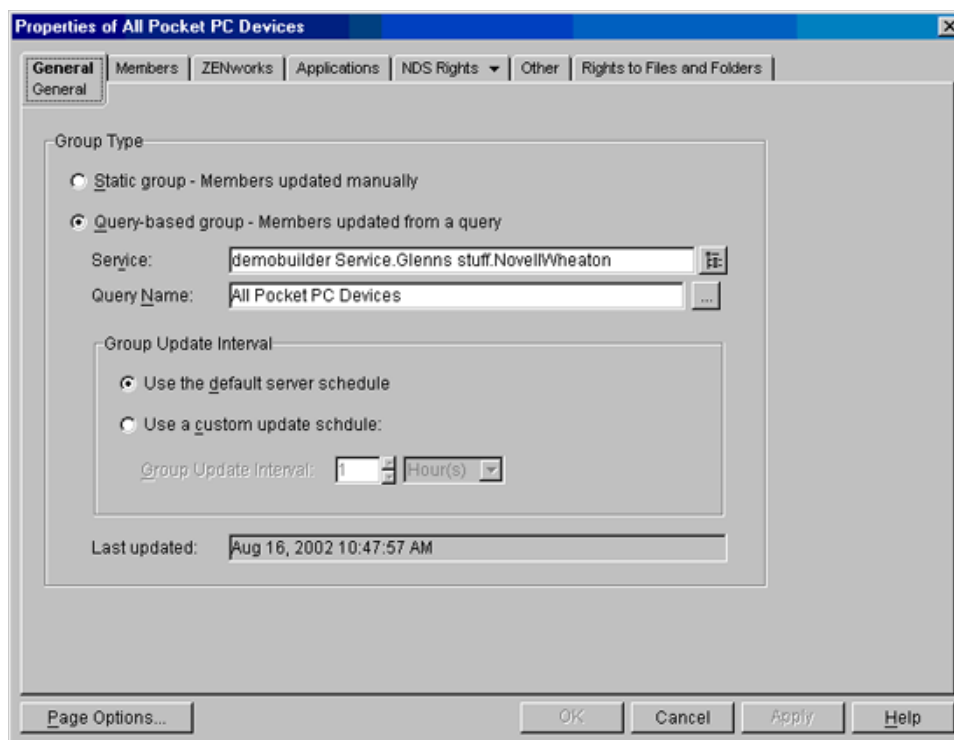 Properties of All Pocket PC Devices
General Members ZENworks Applications NDS Rights Other Rights to Files and Folders
General
Group Type
Static group - Members updated manually
Query-based group - Members updated from a query
Service: demobuilder Service.Glenns stuff.NovellWheaton
Query Name: All Pocket PC Devices ...
Group Update Interval
Use the default server schedule
Use a custom update schdule:
Group Update Interval: 1 Hour(s)
Last updated: Aug 16, 2002 10:47:57 AM
Page Options... OK Cancel Apply Help